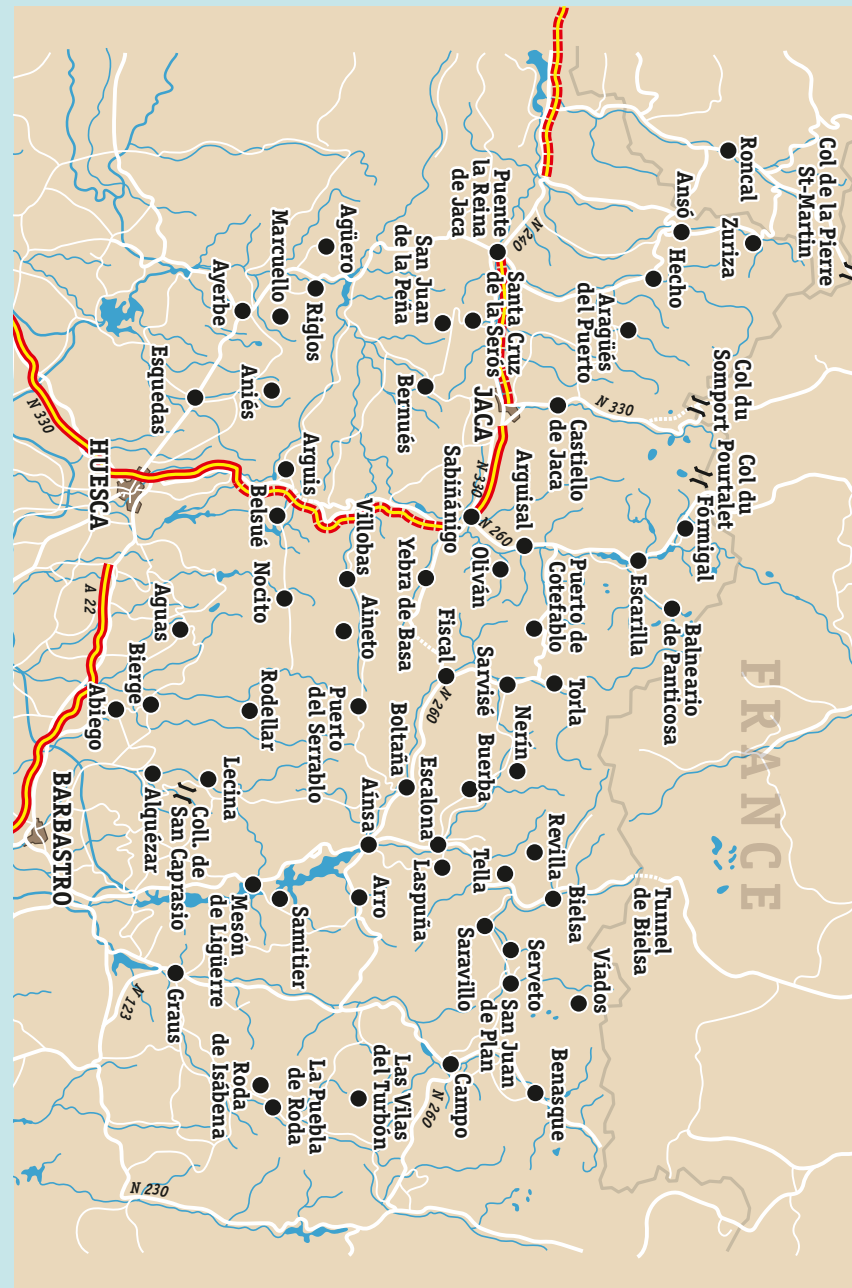 Col de la Pierre
St-Martin
Roncal
Zuriza
Ansó
Hecho
Aragüés
del Puerto
Col du
Somport
Col du
Pourtalet
Formigal
Escarilla
Balneario
de Panticosa
FRANCE
Tunnel
de Bielsa
Puente
la Reina
de Jaca
N 240
Santa Cruz
de la Serós
San Juan
de la Peña
JACA
N 330
Castiello
de Jaca
Bernués
N 330
Sabiñánigo
N 260
Arguisal
Oliván
Puerto de
Cotefablo
Torla
Sarvisé
Fiscal
N 260
Yebra de Basa
Nerín
Buerba
Revilla
Bielsa
Tella
Escalona
Laspuña
Boltaña
Aínsa
Arro
Víados
Serveto
Saravillo
San Juan
de Plán
Benasque
Campo
N 260
Las Vilas
del Turbón
Agüero
Riglos
Marcuello
Ayerbe
Aniés
Esquedas
Arguis
Belsué
Nocito
Villobas
Aineto
Puerto
del Serrablo
Rodellar
Lecina
Coll. de
San Caprasio
Alquézar
Samitier
Mesón
de Ligüerre
La Puebla
de Roda
Roda
de Isábena
Graus
N 123
N 230
N 330
HUESCA
A 22
Aguas
Bierge
Abiego
BARBASTRO